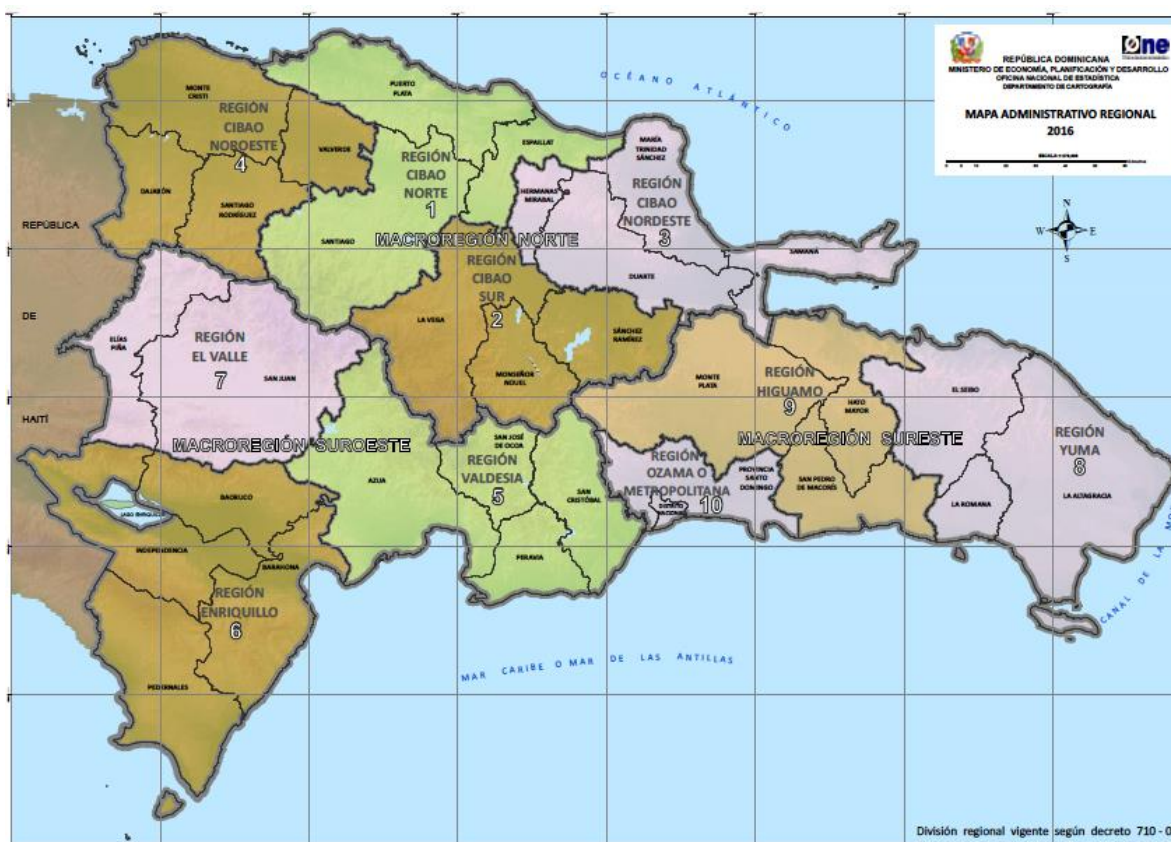 One
REPÚBLICA DOMINICANA
MINISTERIO DE ECONOMÍA, PLANIFICACIÓN Y DESARROLLO
OFICINA NACIONAL DE ESTADÍSTICA
DEPARTAMENTO DE CARTOGRAFÍA
MAPA ADMINISTRATIVO REGIONAL
2016
OCÉANO ATLÁNTICO
N
W
E
S
MONTE
CRISTI
REGIÓN
CIBAO
NOROESTE
4
VALVERDE
DAJABÓN
SANTIAGO
RODRÍGUEZ
PUERTO
PLATA
ESPAILLAT
REGIÓN
CIBAO
NORTE
1
SANTIAGO
MACROREGIÓN NORTE
MARÍA
TRINIDAD
SÁNCHEZ
HERMANAS
MIRABAL
REGIÓN
CIBAO
NORDESTE
3
DUARTE
SAMANÁ
REPÚBLICA
DE
HAITÍ
REGIÓN
CIBAO
SUR
2
LA VEGA
SÁNCHEZ
RAMÍREZ
MONSEÑOR
NOUEL
ELÍAS
PIÑA
REGIÓN
EL VALLE
7
SAN JUAN
MACROREGIÓN SUROESTE
MONTE
PLATA
REGIÓN
HIGUAMO
9
HATO
MAYOR
EL SEIBO
MACROREGIÓN SURESTE
REGIÓN
YUMA
8
LA ROMANA
LA ALTAGRACIA
SAN PEDRO
DE MACORÍS
REGIÓN
OZAMA O
METROPOLITANA
10
PROVINCIA
SANTO
DOMINGO
DISTRITO
NACIONAL
SAN JOSÉ
DE OCOA
REGIÓN
VALDESIA
5
AZUA
SAN
CRISTÓBAL
PERAVIA
BAORUCO
LAGO ENRIQUILLO
INDEPENDENCIA
BARAHONA
REGIÓN
ENRIQUILLO
6
PEDERNALES
MAR CARIBE O MAR DE LAS ANTILLAS
CANAL DE LA
División regional vigente según decreto 710 - 0